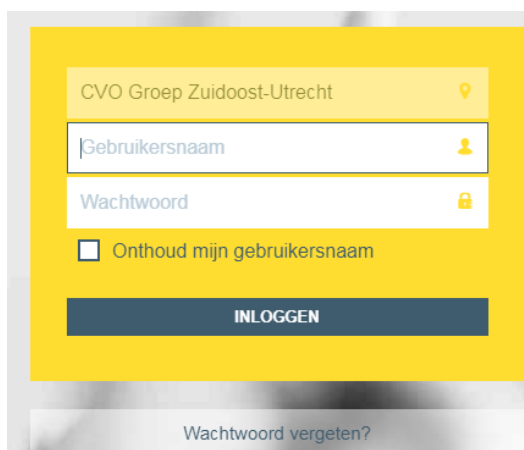 CVO Groep Zuidoost-Utrecht
Gebruikersnaam
Wachtwoord
Onthoud mijn gebruikersnaam
INLOGGEN
Wachtwoord vergeten?